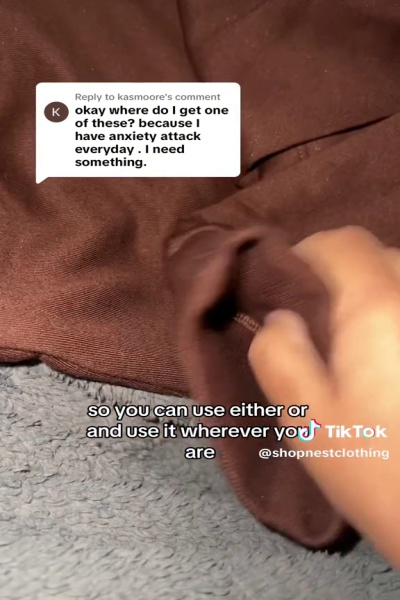 Reply to kasmoore's comment
K
okay where do I get one
of these? because I
have anxiety attack
everyday . I need
something.
so you can use either or
and use it wherever you
are
TikTok
@shopnestclothing